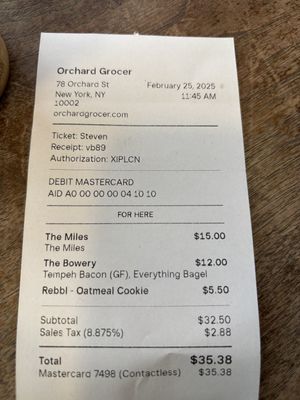 Orchard Grocer
78 Orchard St
February 25, 2025
New York, NY
11:45 AM
10002
orchardgrocer.com
Ticket: Steven
Receipt: vb89
Authorization: XIPLCN
DEBIT MASTERCARD
AID A0 00 00 00 04 10 10
FOR HERE
The Miles $15.00
The Miles
The Bowery $12.00
Tempeh Bacon (GF), Everything Bagel
Rebbl - Oatmeal Cookie $5.50
Subtotal $32.50
Sales Tax (8.875%) $2.88
Total $35.38
Mastercard 7498 (Contactless) $35.38